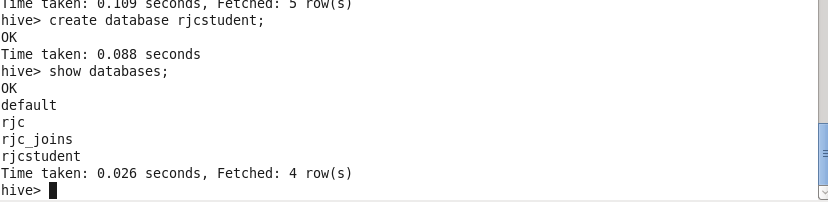 Time taken: 0.109 seconds, Fetched: 5 row(s)
hive> create database rjcstudent;
OK
Time taken: 0.088 seconds
hive> show databases;
OK
default
rjc
rjc_joins
rjcstudent
Time taken: 0.026 seconds, Fetched: 4 row(s)
hive>